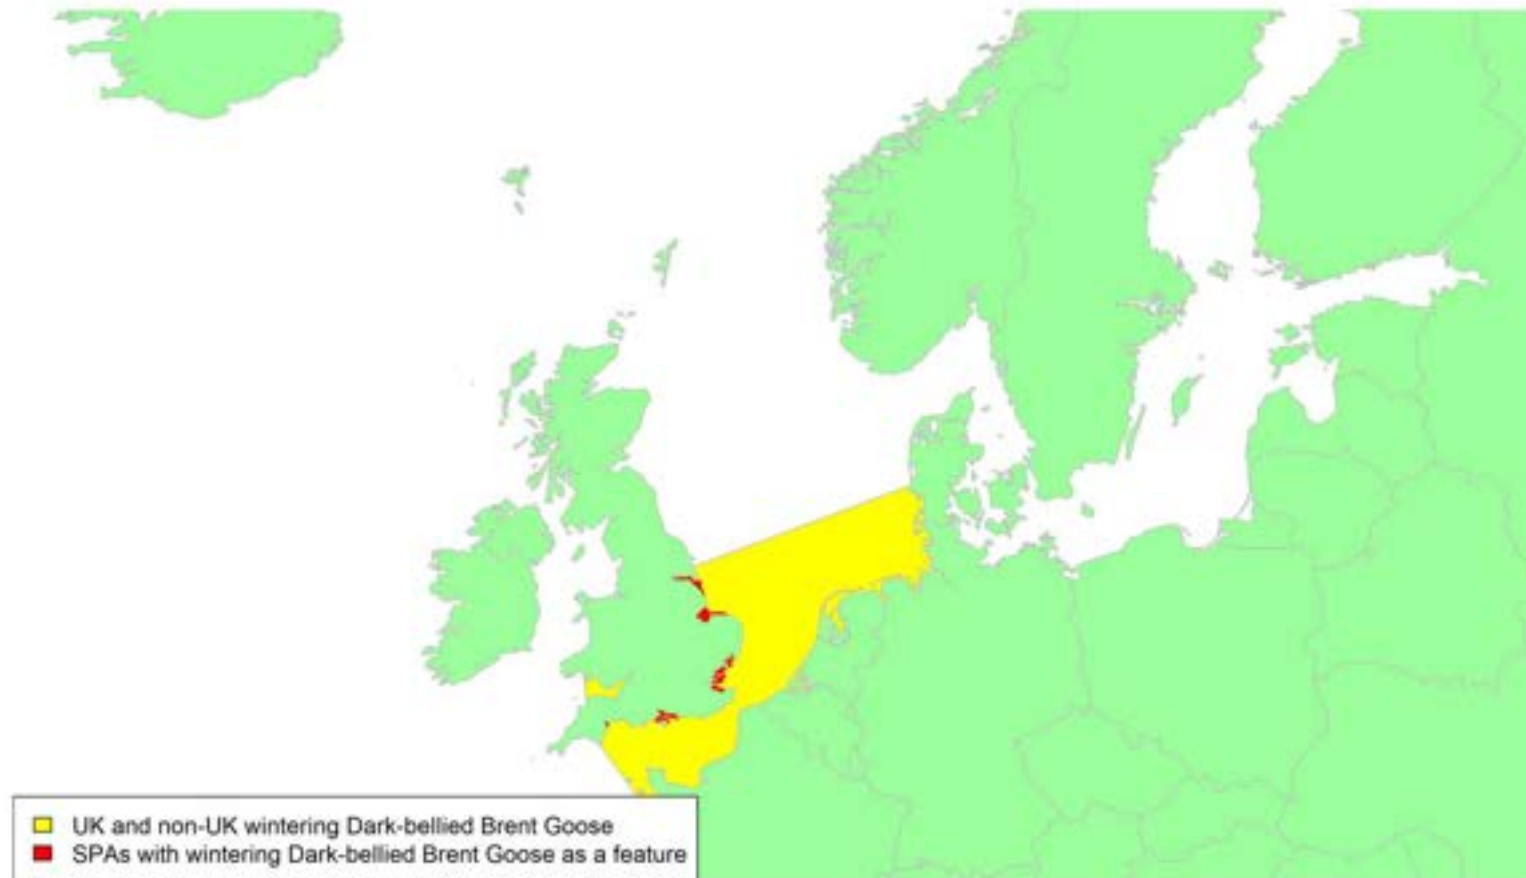 UK and non-UK wintering Dark-bellied Brent Goose
SPAs with wintering Dark-bellied Brent Goose as a feature